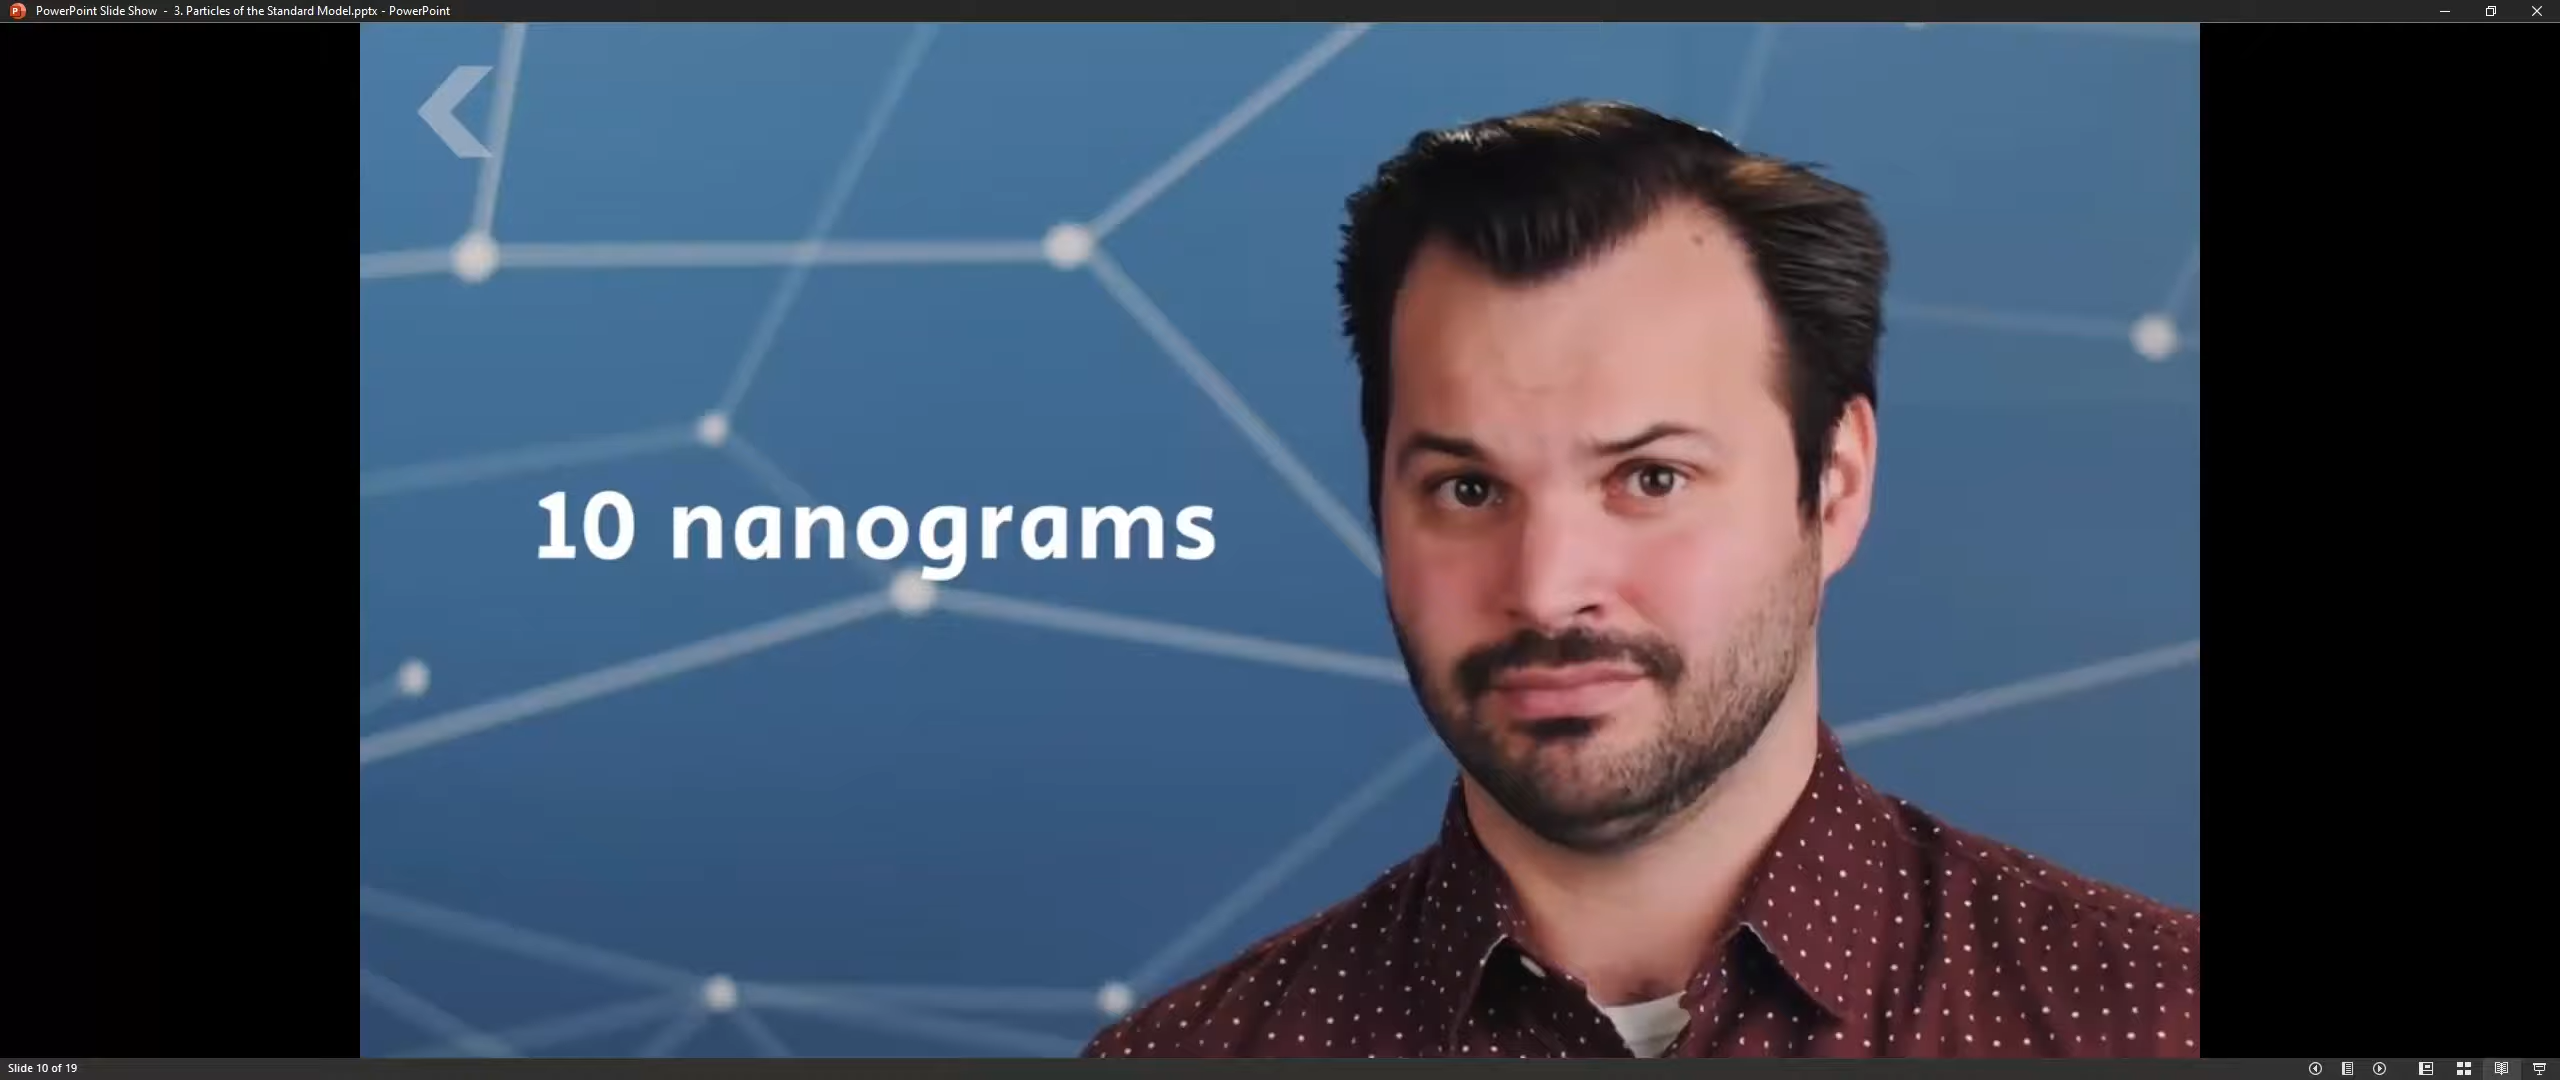 PowerPoint Slide Show - 3. Particles of the Standard Model.pptx - PowerPoint
10 nanograms
Slide 10 of 19